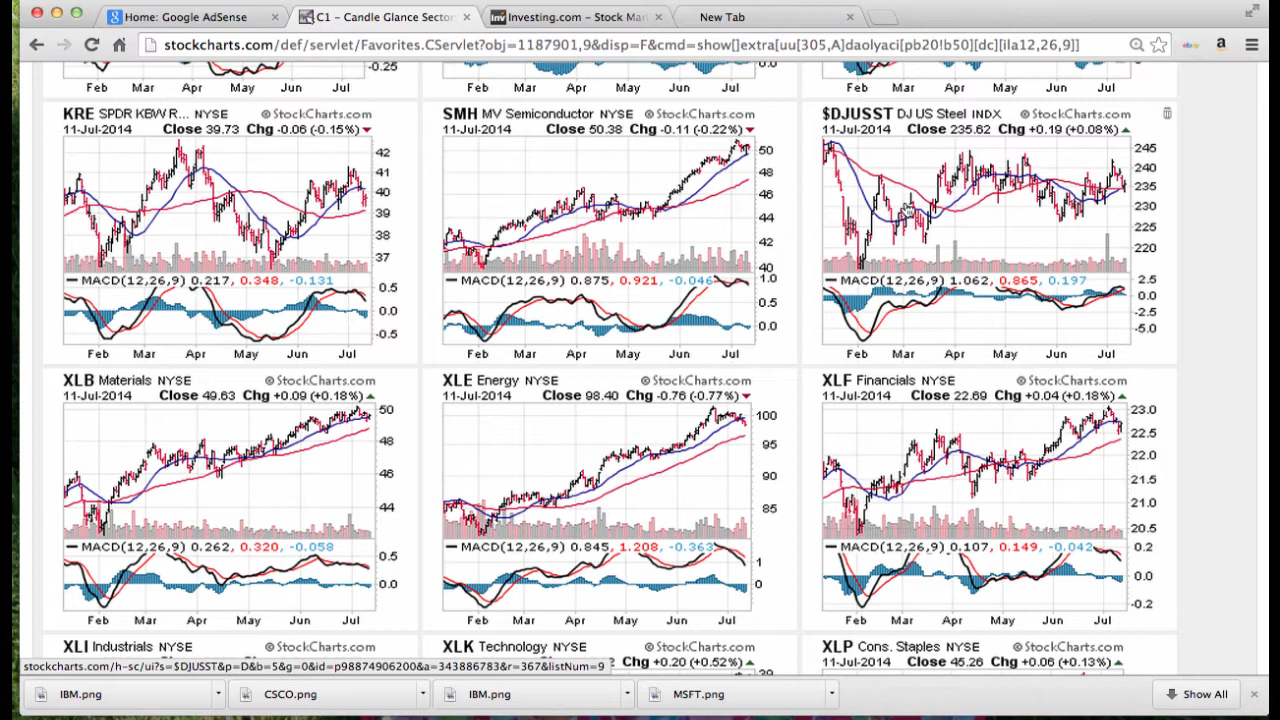 Home: Google AdSense
C1 – Candle Glance Sector
Investing.com – Stock Mar
New Tab
stockcharts.com/def/servlet/Favorites.CServlet?obj=1187901,9&disp=F&cmd=show[]extra[uu[305,A]daolyaci[pb20!b50][dc][ila12,26,9]]
-0.25
Feb Mar Apr May Jun Jul
0.0
Feb Mar Apr May Jun Jul
0.0
Feb Mar Apr May Jun Jul
KRE SPDR KBW R... NYSE © StockCharts.com
11-Jul-2014 Close 39.73 Chg -0.06 (-0.15%)
42
41
40
39
38
37
MACD(12,26,9) 0.217, 0.348, -0.131
0.5
0.0
-0.5
Feb Mar Apr May Jun Jul
SMH MV Semiconductor NYSE © StockCharts.com
11-Jul-2014 Close 50.38 Chg -0.11 (-0.22%)
50
48
46
44
42
40
MACD(12,26,9) 0.875, 0.921, -0.046
1.0
0.5
0.0
Feb Mar Apr May Jun Jul
$DJUSST DJ US Steel INDX © StockCharts.com
11-Jul-2014 Close 235.62 Chg +0.19 (+0.08%)
245
240
235
230
225
220
MACD(12,26,9) 1.062, 0.865, 0.197
2.5
0.0
-2.5
-5.0
Feb Mar Apr May Jun Jul
XLB Materials NYSE © StockCharts.com
11-Jul-2014 Close 49.63 Chg +0.09 (+0.18%)
50
48
46
44
MACD(12,26,9) 0.262, 0.320, -0.058
0.5
0.0
Feb Mar Apr May Jun Jul
XLE Energy NYSE © StockCharts.com
11-Jul-2014 Close 98.40 Chg -0.76 (-0.77%)
100
95
90
85
MACD(12,26,9) 0.845, 1.208, -0.363
1
0
Feb Mar Apr May Jun Jul
XLF Financials NYSE © StockCharts.com
11-Jul-2014 Close 22.69 Chg +0.04 (+0.18%)
23.0
22.5
22.0
21.5
21.0
20.5
MACD(12,26,9) 0.107, 0.149, -0.042
0.2
0.0
-0.2
Feb Mar Apr May Jun Jul
XLI Industrials NYSE © StockCharts.com
XLK Technology NYSE © StockCharts.com
+0.20 (+0.52%)
39
XLP Cons. Staples NYSE © StockCharts.com
11-Jul-2014 Close 45.26 Chg +0.06 (+0.13%)
stockcharts.com/h-sc/ui?s=$DJUSST&p=D&b=5&g=0&id=p98874906200&a=343886783&r=367&listNum=9
IBM.png
CSCO.png
IBM.png
MSFT.png
Show All